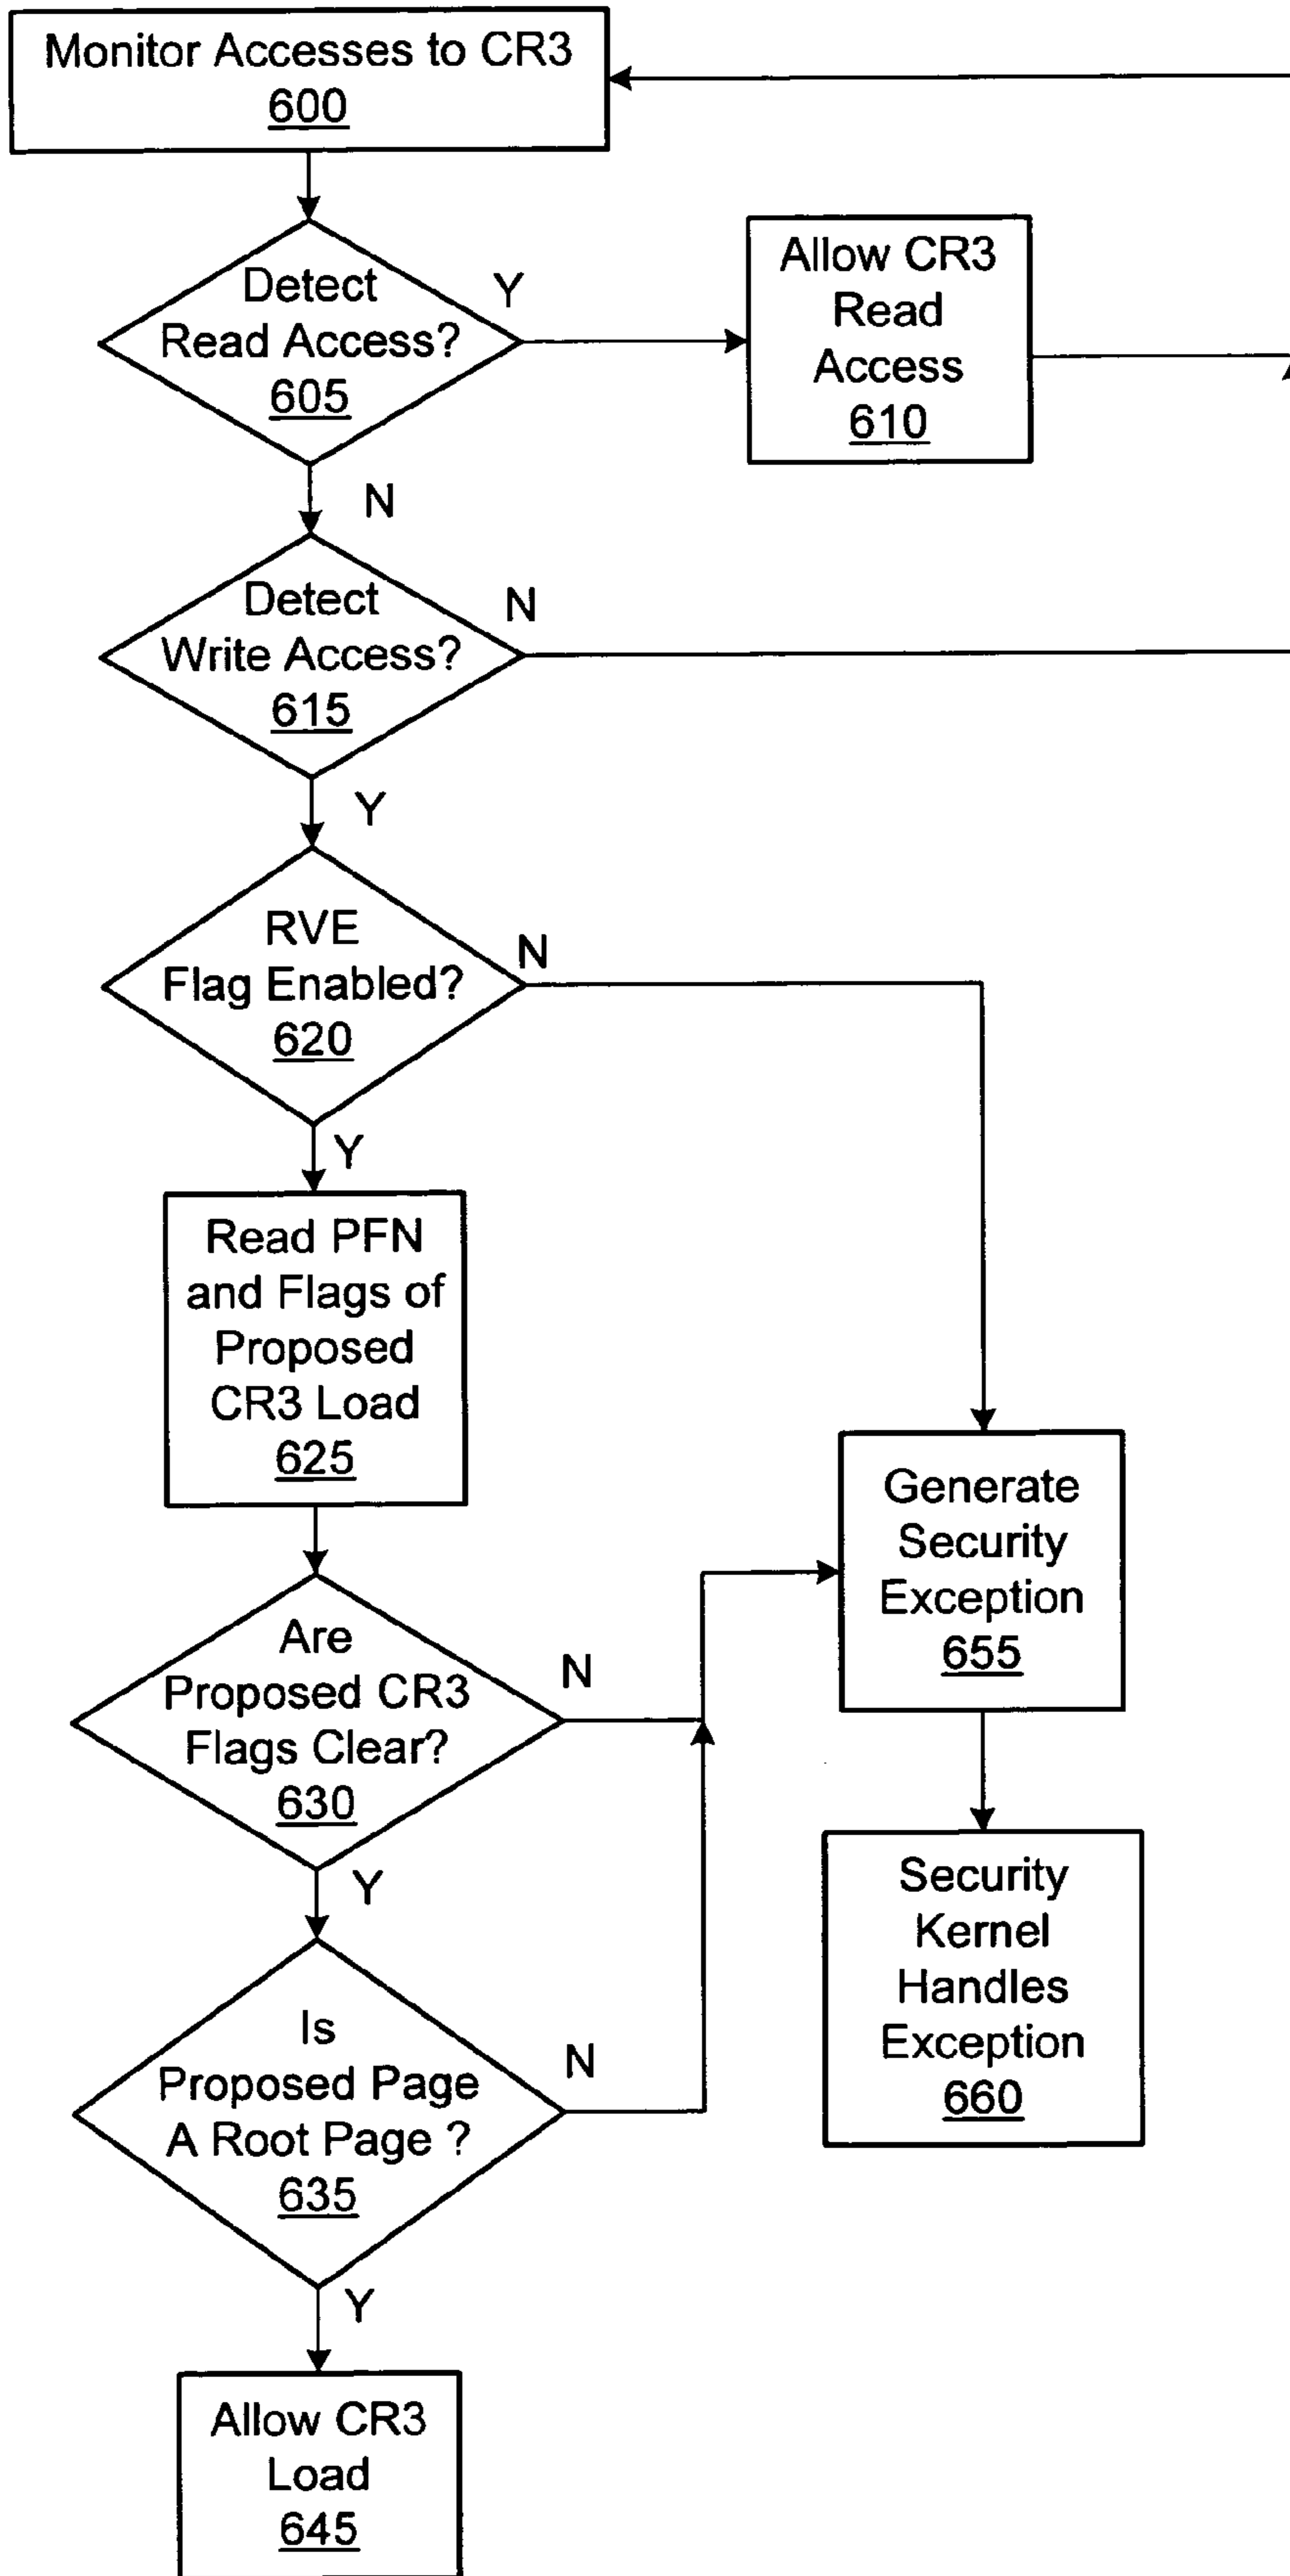 Monitor Accesses to CR3
600
Detect
Read Access?
605
Y
Allow CR3
Read
Access
610
N
Detect
Write Access?
615
N
Y
RVE
Flag Enabled?
620
N
Y
Read PFN
and Flags of
Proposed
CR3 Load
625
Generate
Security
Exception
655
Are
Proposed CR3
Flags Clear?
630
N
Y
Security
Kernel
Handles
Exception
660
Is
Proposed Page
A Root Page ?
635
N
Y
Allow CR3
Load
645